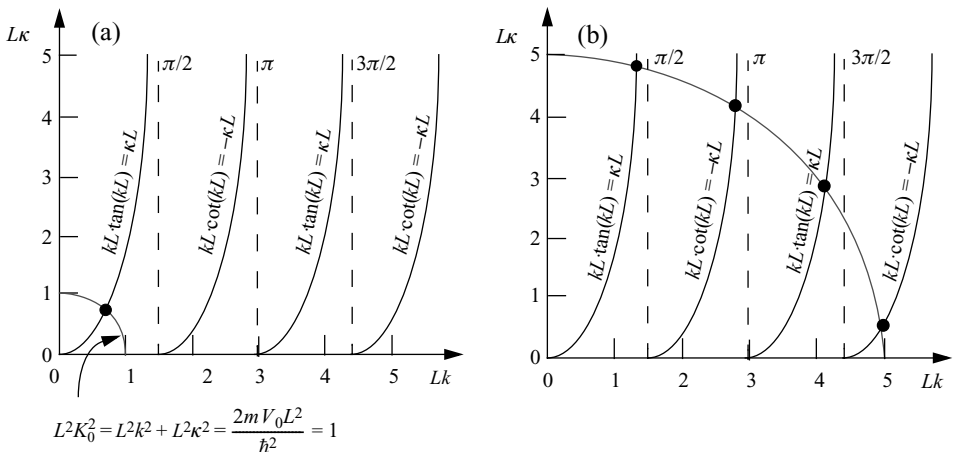 (a)
Lκ
5
4
3
2
1
0
π/2
π
3π/2
kL·tan(kL) = κL
kL·cot(kL) = −κL
kL·tan(kL) = κL
kL·cot(kL) = −κL
0 1 2 3 4 5
Lk
L²K₀² = L²k² + L²κ² = 2mV₀L²/ħ² = 1
(b)
Lκ
5
4
3
2
1
0
π/2
π
3π/2
kL·tan(kL) = κL
kL·cot(kL) = −κL
kL·tan(kL) = κL
kL·cot(kL) = −κL
0 1 2 3 4 5
Lk